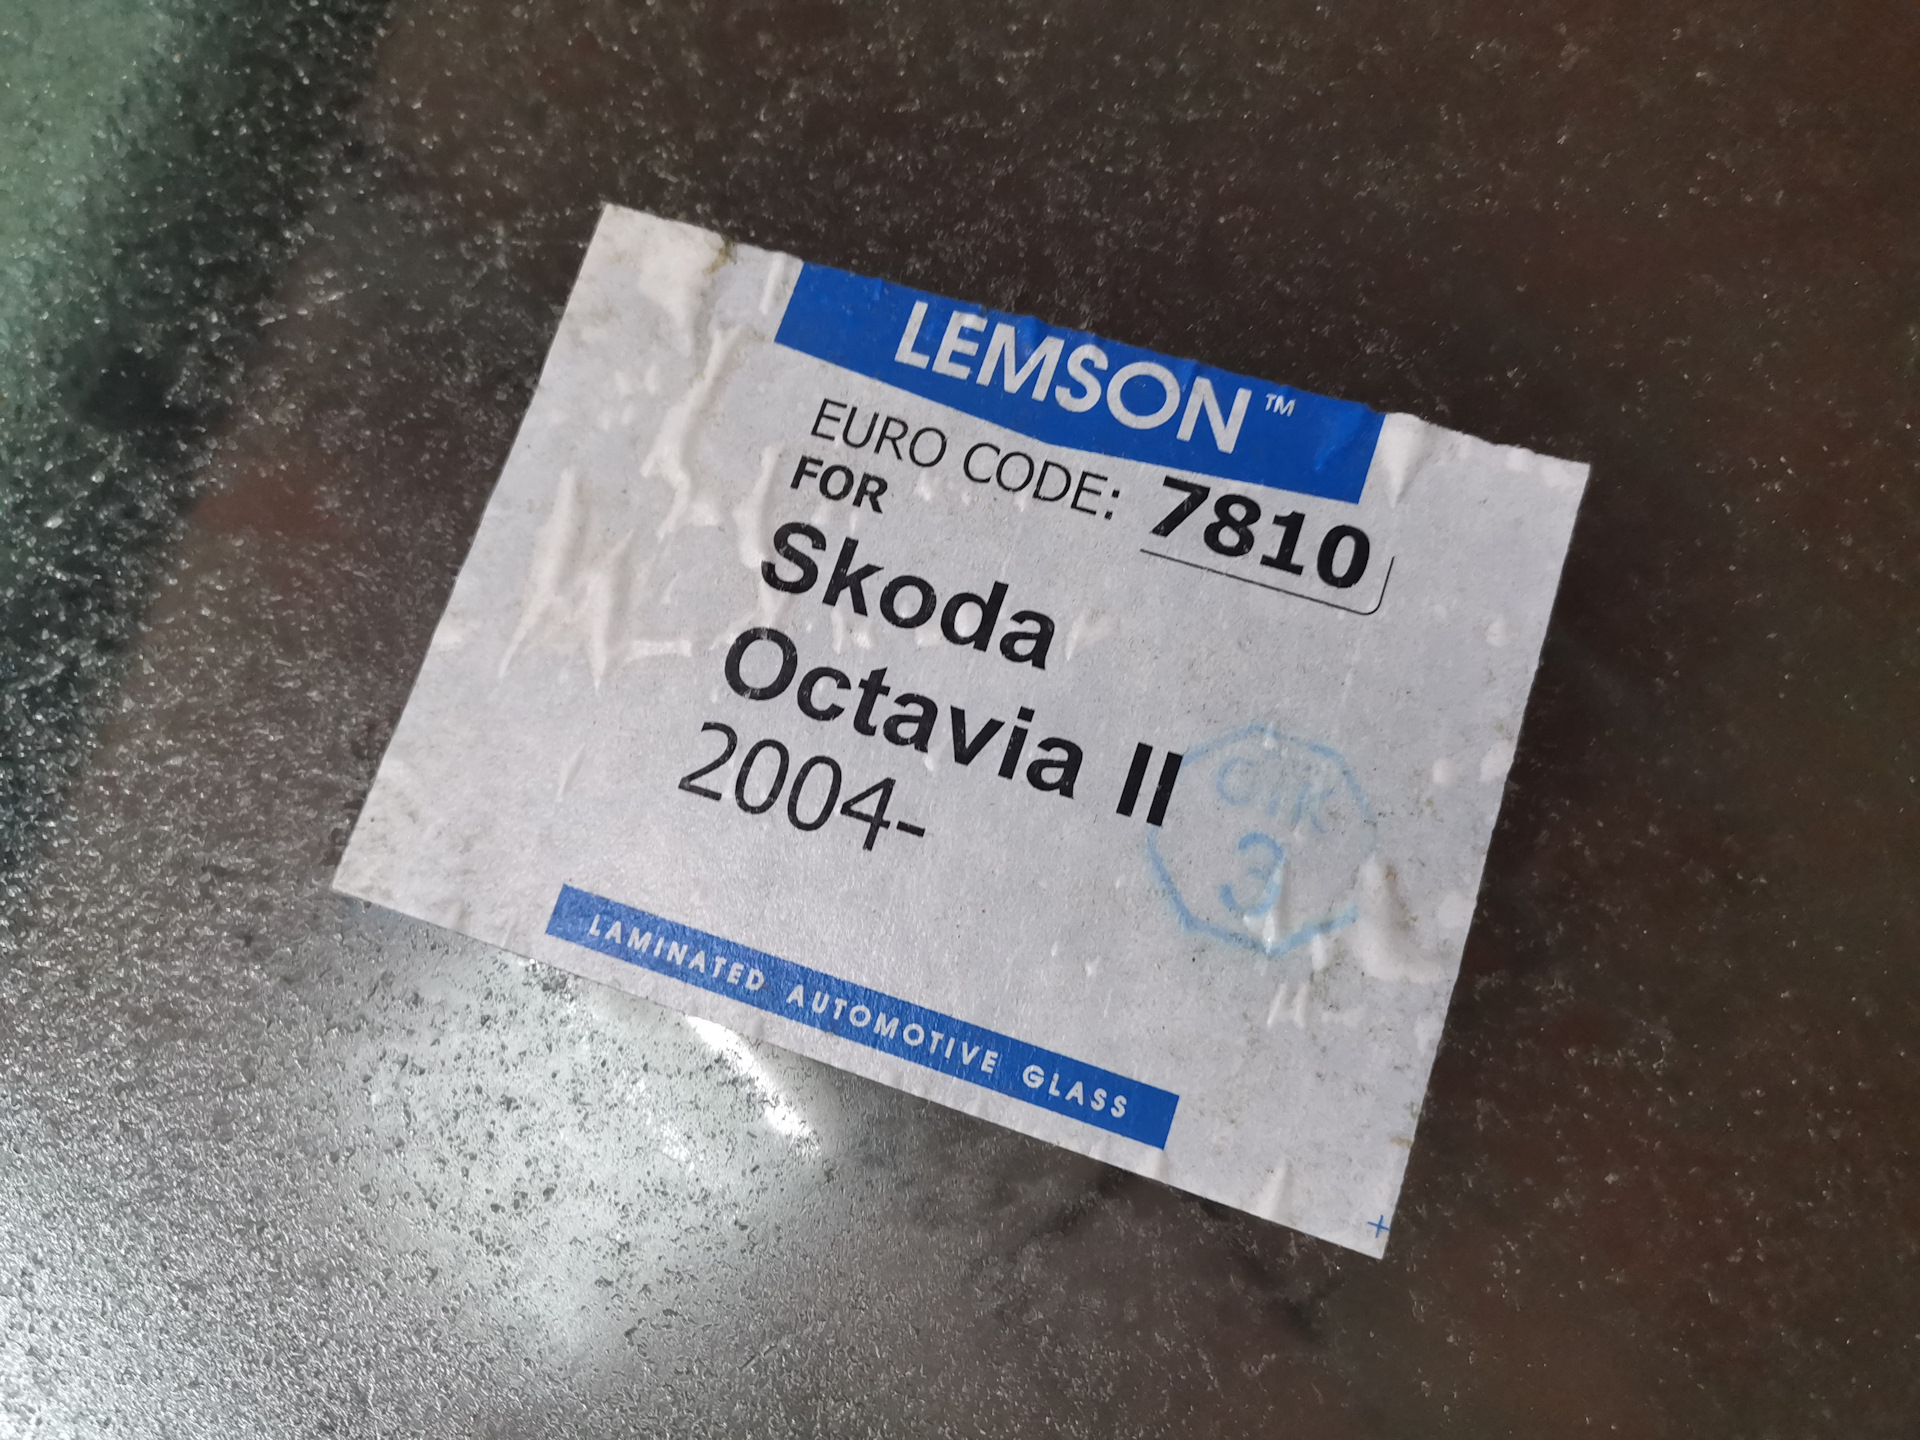 LEMSON™
EURO CODE: 7810
FOR
Skoda
Octavia II
2004-
3
LAMINATED AUTOMOTIVE GLASS